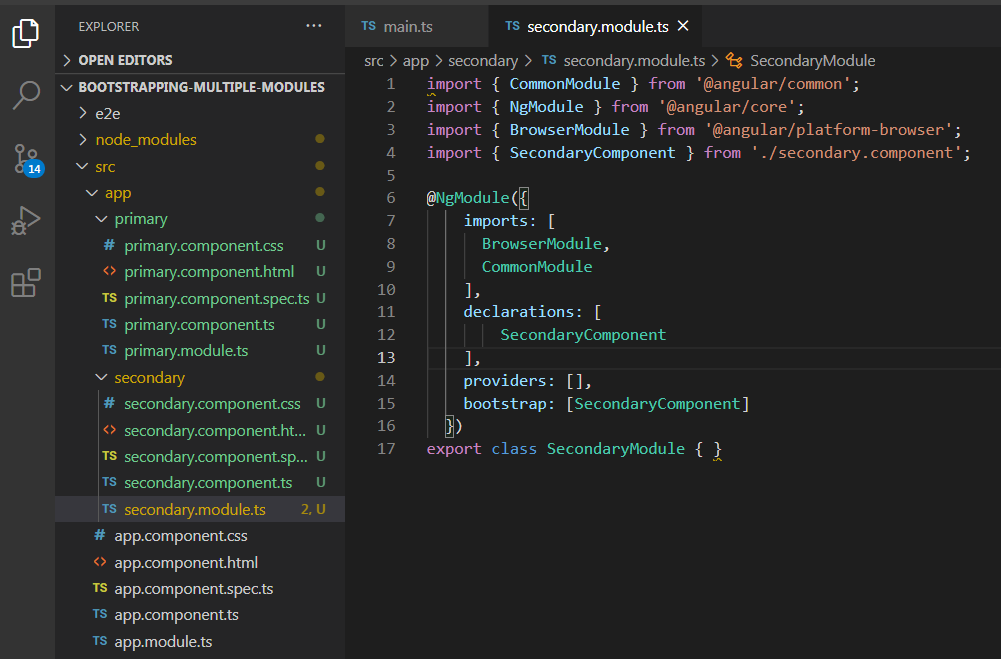 EXPLORER ...
OPEN EDITORS
BOOTSTRAPPING-MULTIPLE-MODULES
e2e
node_modules
src
app
primary
# primary.component.css U
<> primary.component.html U
TS primary.component.spec.ts U
TS primary.component.ts U
TS primary.module.ts U
secondary
# secondary.component.css U
<> secondary.component.ht... U
TS secondary.component.sp... U
TS secondary.component.ts U
TS secondary.module.ts 2, U
# app.component.css
<> app.component.html
TS app.component.spec.ts
TS app.component.ts
TS app.module.ts
14
TS main.ts
TS secondary.module.ts
src > app > secondary > TS secondary.module.ts > SecondaryModule
1 import { CommonModule } from '@angular/common';
2 import { NgModule } from '@angular/core';
3 import { BrowserModule } from '@angular/platform-browser';
4 import { SecondaryComponent } from './secondary.component';
5
6 @NgModule({
7 imports: [
8 BrowserModule,
9 CommonModule
10 ],
11 declarations: [
12 SecondaryComponent
13 ],
14 providers: [],
15 bootstrap: [SecondaryComponent]
16 })
17 export class SecondaryModule { }